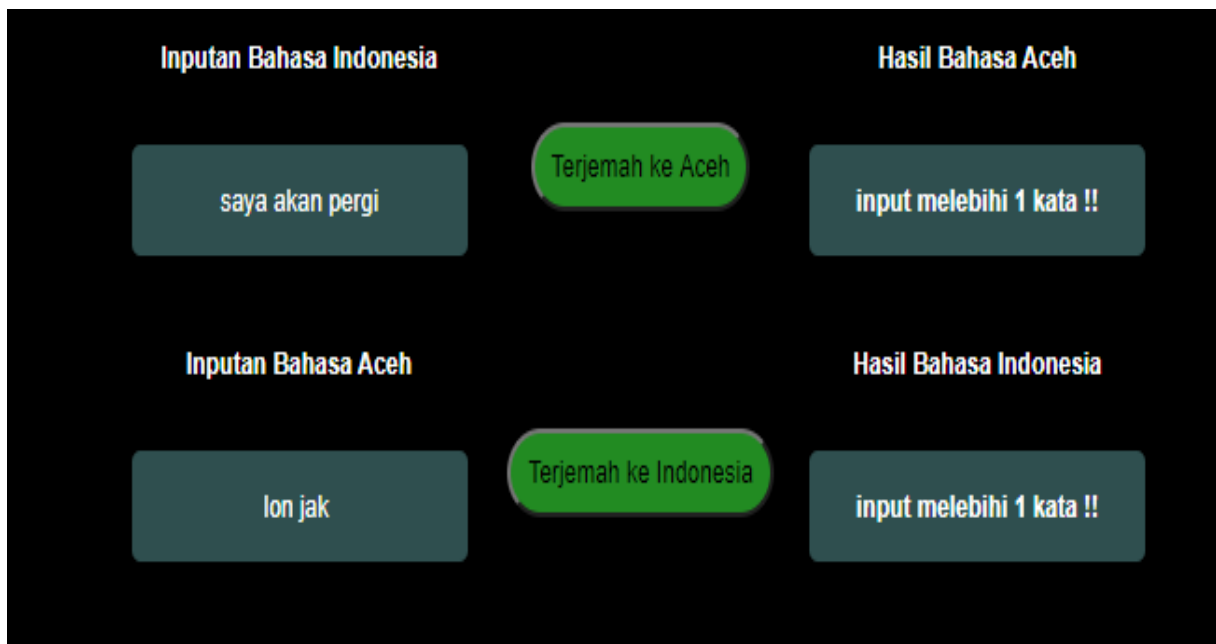 Inputan Bahasa Indonesia
Hasil Bahasa Aceh
saya akan pergi
Terjemah ke Aceh
input melebihi 1 kata !!
Inputan Bahasa Aceh
Hasil Bahasa Indonesia
lon jak
Terjemah ke Indonesia
input melebihi 1 kata !!